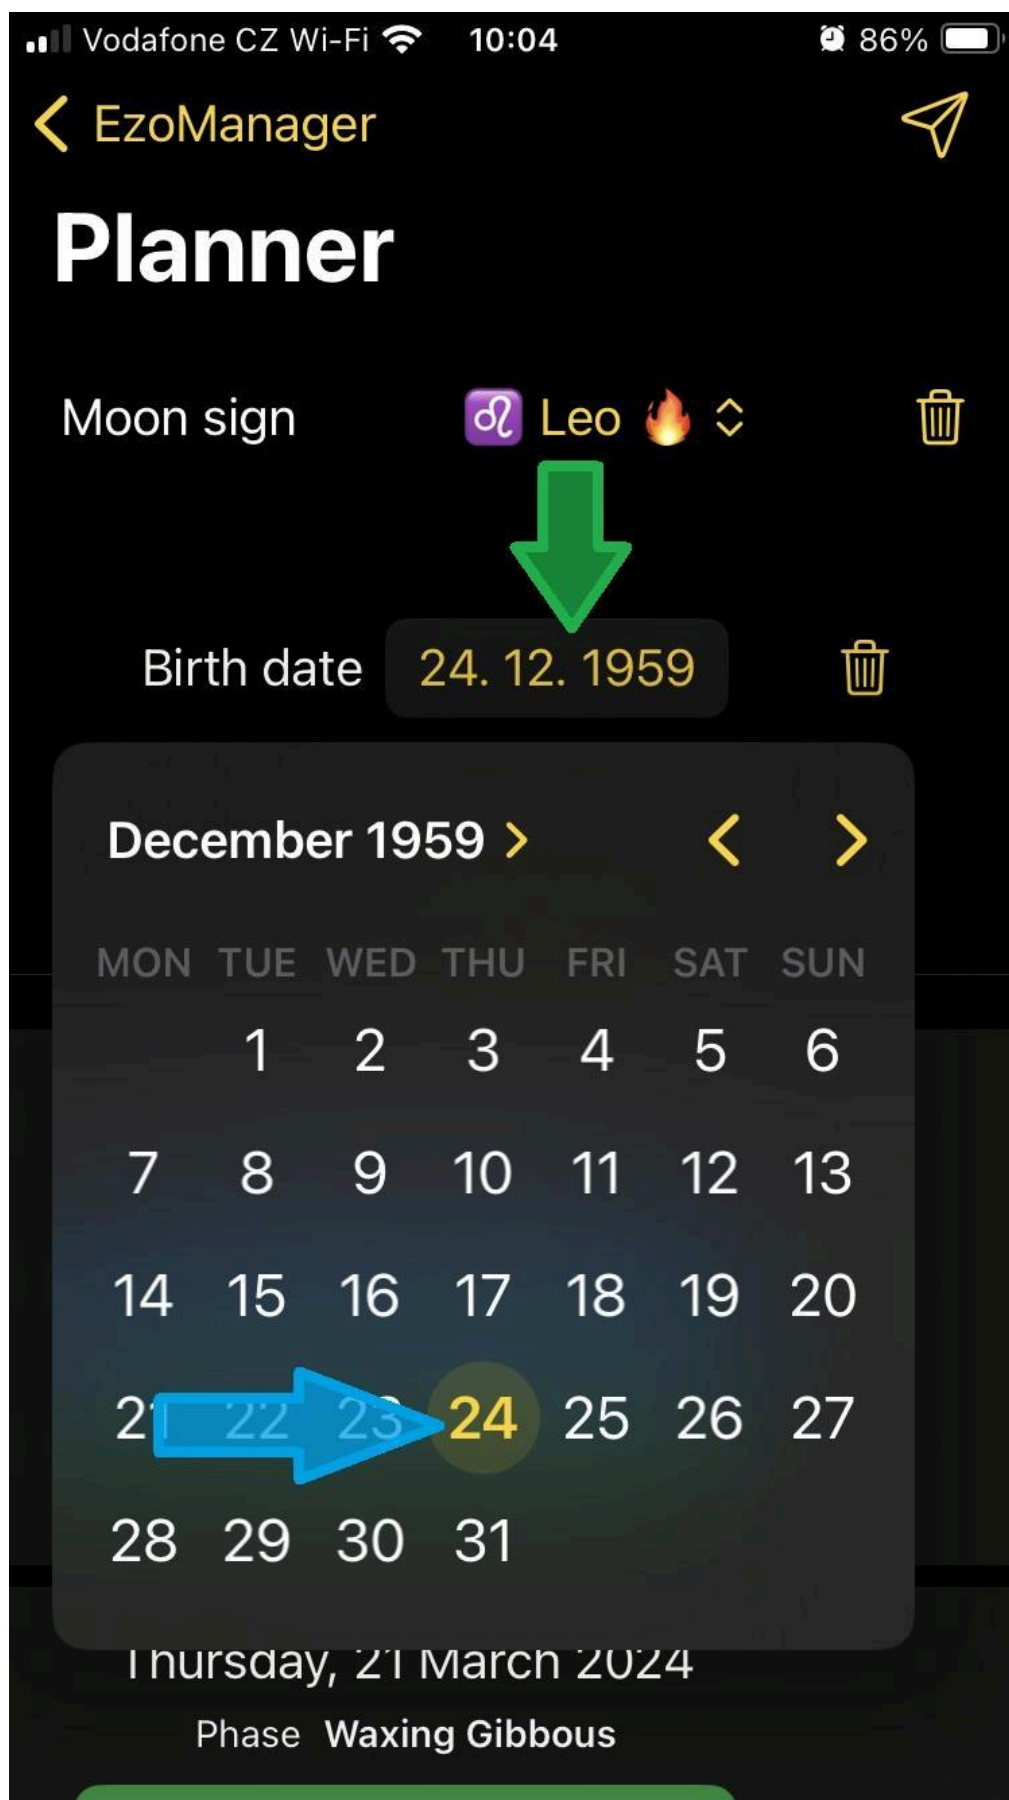 Vodafone CZ Wi-Fi 10:04 86%
EzoManager
Planner
Moon sign ♌ Leo
Birth date 24. 12. 1959
December 1959
MON TUE WED THU FRI SAT SUN
1 2 3 4 5 6
7 8 9 10 11 12 13
14 15 16 17 18 19 20
21 22 23 24 25 26 27
28 29 30 31
Thursday, 21 March 2024
Phase Waxing Gibbous